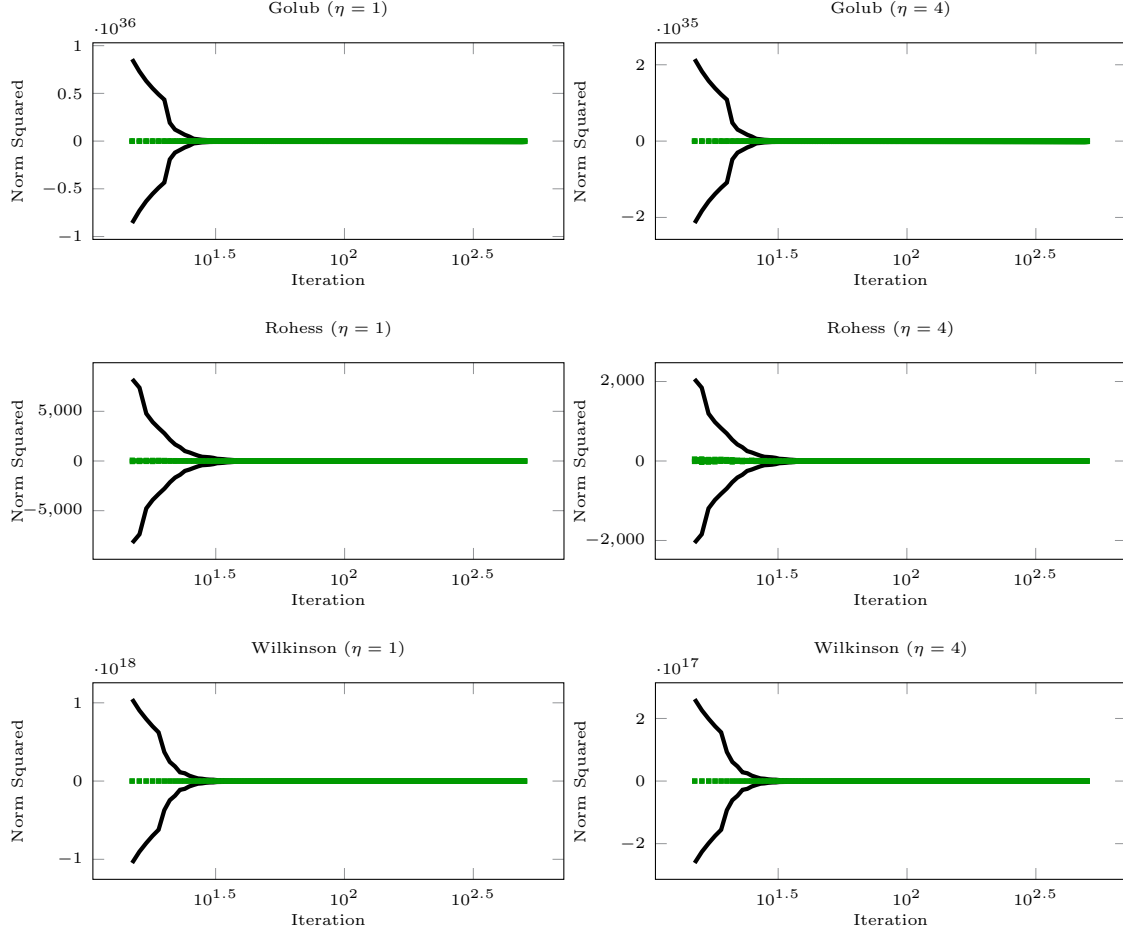 Golub (η = 1)
·10^36
1
0.5
0
−0.5
−1
Norm Squared
10^1.5
10^2
10^2.5
Iteration
Golub (η = 4)
·10^35
2
0
−2
Norm Squared
10^1.5
10^2
10^2.5
Iteration
Rohess (η = 1)
5,000
0
−5,000
Norm Squared
10^1.5
10^2
10^2.5
Iteration
Rohess (η = 4)
2,000
0
−2,000
Norm Squared
10^1.5
10^2
10^2.5
Iteration
Wilkinson (η = 1)
·10^18
1
0
−1
Norm Squared
10^1.5
10^2
10^2.5
Iteration
Wilkinson (η = 4)
·10^17
2
0
−2
Norm Squared
10^1.5
10^2
10^2.5
Iteration